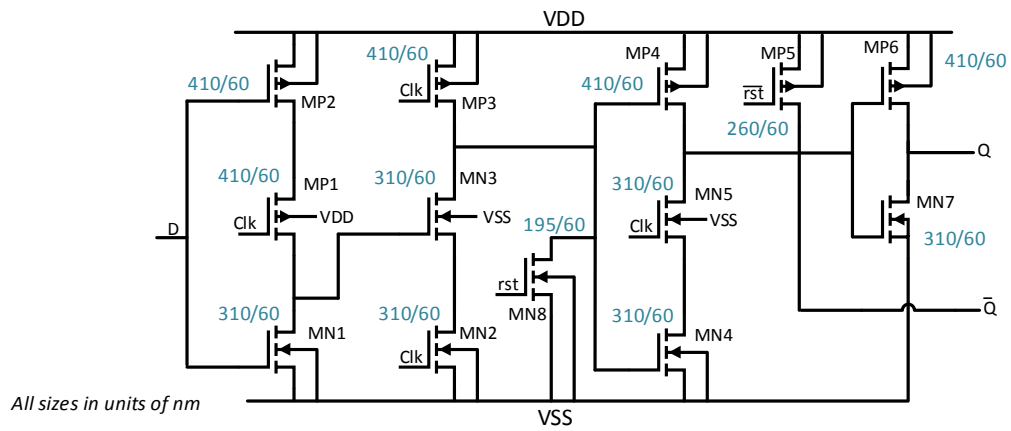 VDD
MP4
MP5
MP6
410/60
410/60
410/60
410/60
410/60
Clk
MP2
MP3
rst
260/60
410/60
MP1
310/60
MN3
310/60
MN5
Q
MN7
Clk
VDD
VSS
195/60
Clk
VSS
D
310/60
rst
MN8
310/60
MN1
310/60
MN2
310/60
MN4
Q̅
Clk
All sizes in units of nm
VSS